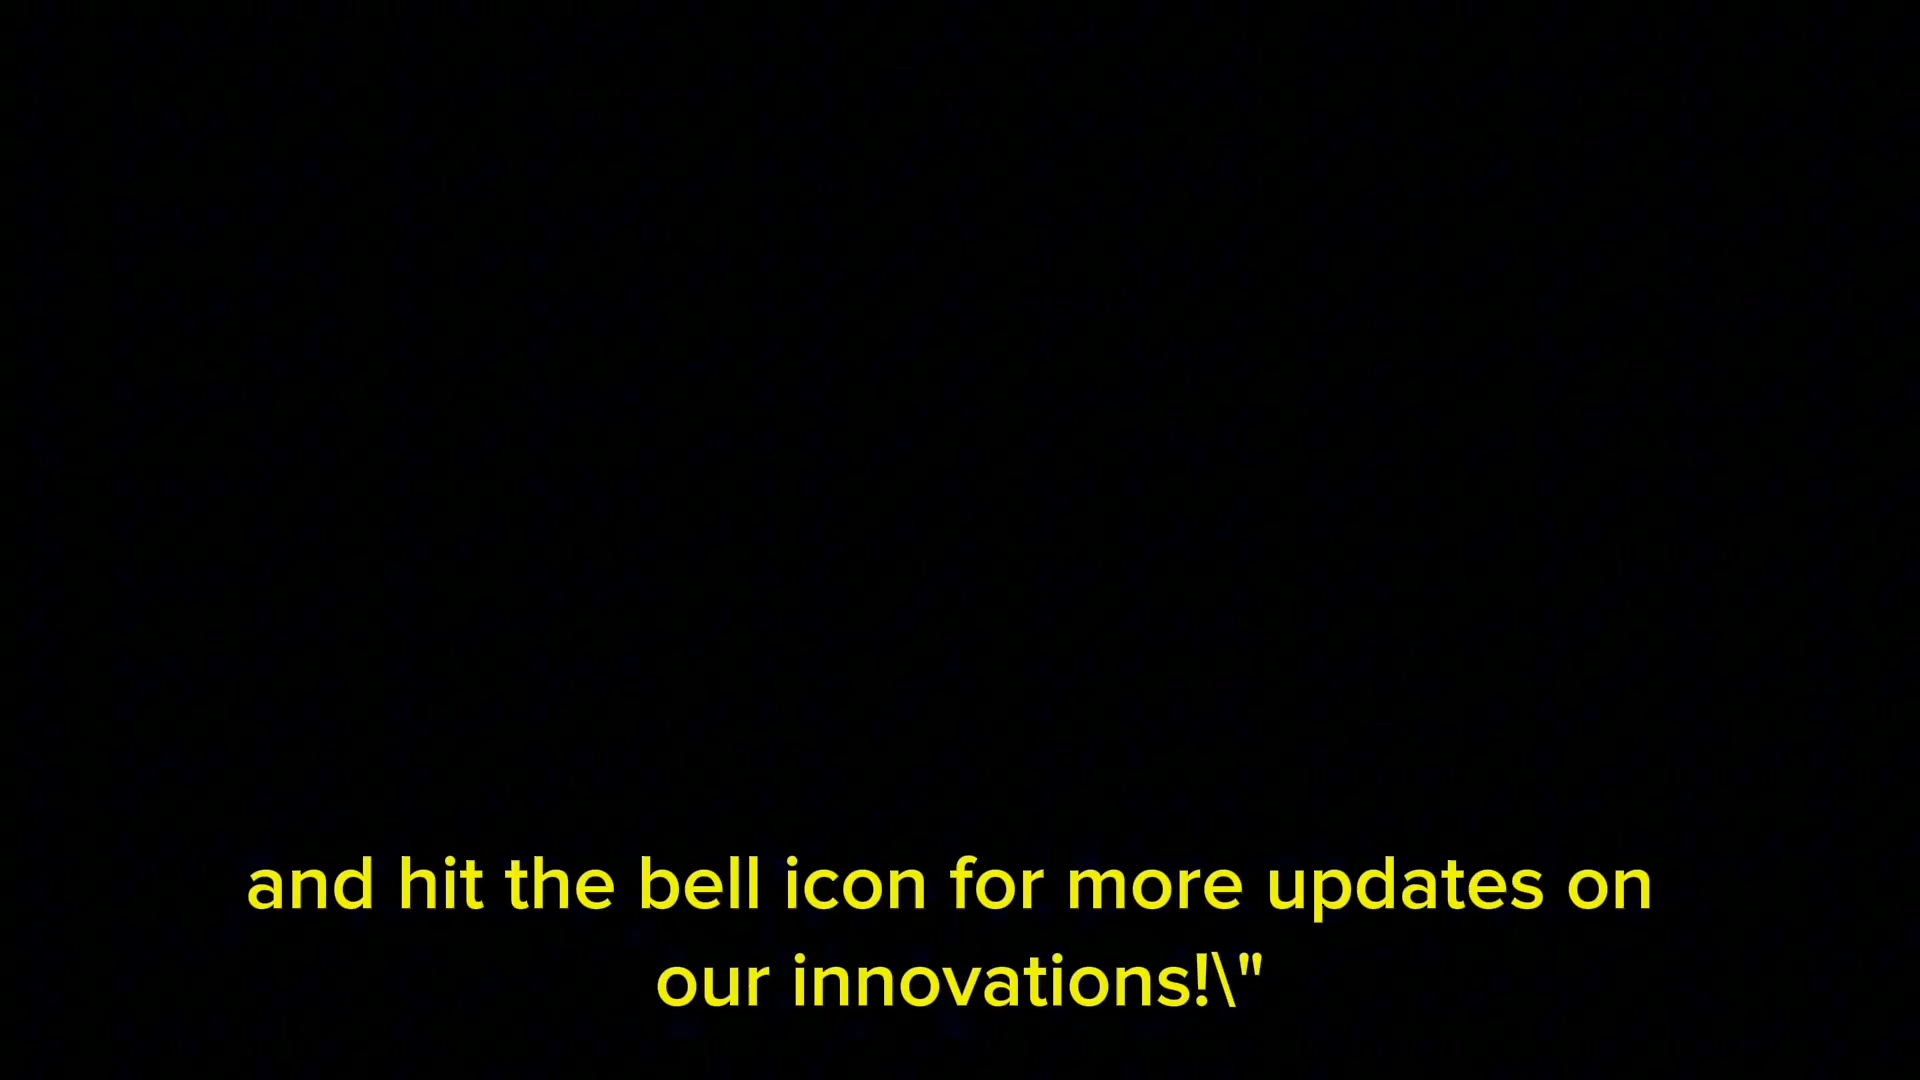 and hit the bell icon for more updates on
our innovations!\"